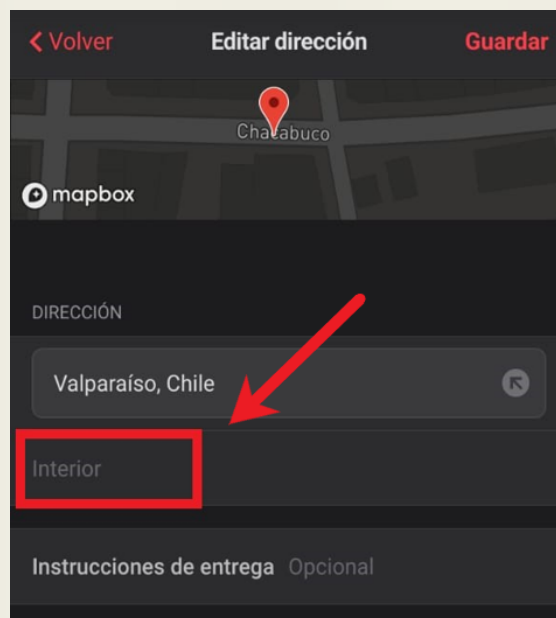 Volver Editar dirección Guardar
Chacabuco
mapbox
DIRECCIÓN
Valparaíso, Chile
Interior
Instrucciones de entrega Opcional